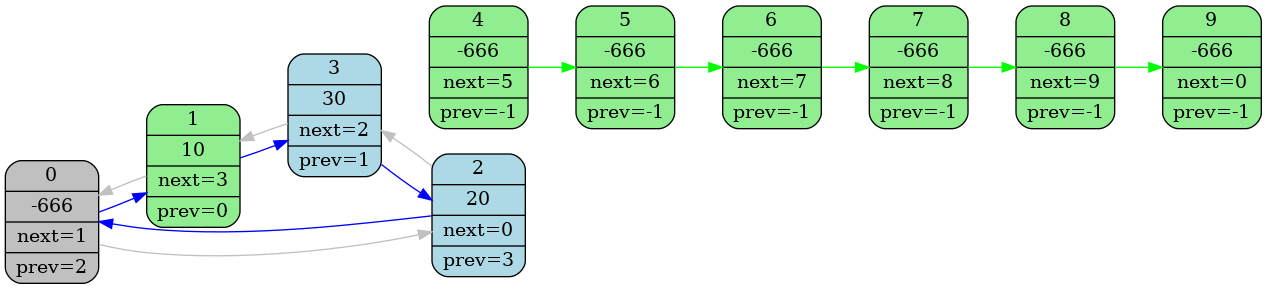 0
-666
next=1
prev=2
1
10
next=3
prev=0
3
30
next=2
prev=1
2
20
next=0
prev=3
4
-666
next=5
prev=-1
5
-666
next=6
prev=-1
6
-666
next=7
prev=-1
7
-666
next=8
prev=-1
8
-666
next=9
prev=-1
9
-666
next=0
prev=-1